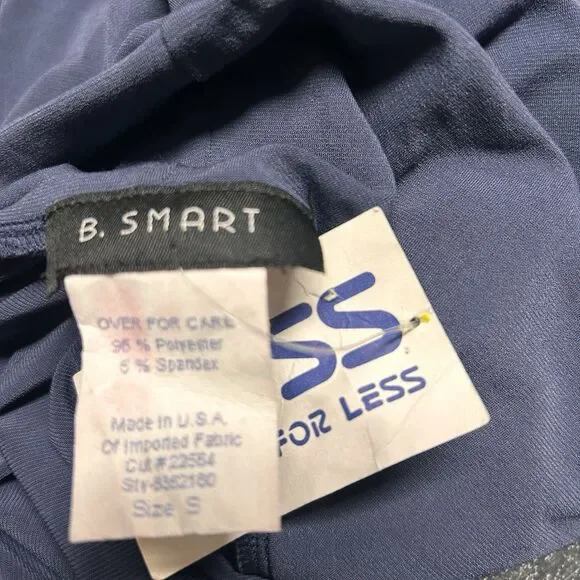 B. SMART
OVER FOR CARE
95 % Polyester
5 % Spandex
Made in U.S.A.
Of Imported Fabric
Cut # 22554
Sty-8362180
Size S
SS
FOR LESS